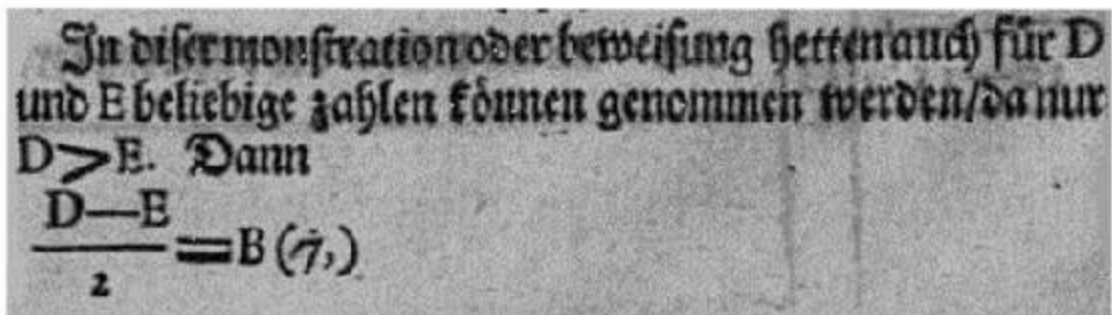 In diser monstration oder beweisung hetten auch für D
und E beliebige zahlen können genommen werden/da nur
D>E. Dann
D—E
=B (7,)
2